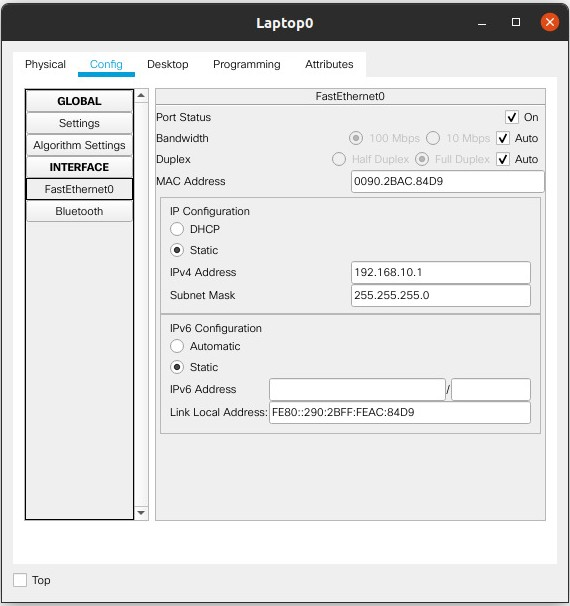 Laptop0
Physical Config Desktop Programming Attributes
GLOBAL
Settings
Algorithm Settings
INTERFACE
FastEthernet0
Bluetooth
FastEthernet0
Port Status On
Bandwidth 100 Mbps 10 Mbps Auto
Duplex Half Duplex Full Duplex Auto
MAC Address 0090.2BAC.84D9
IP Configuration
DHCP
Static
IPv4 Address 192.168.10.1
Subnet Mask 255.255.255.0
IPv6 Configuration
Automatic
Static
IPv6 Address /
Link Local Address: FE80::290:2BFF:FEAC:84D9
Top